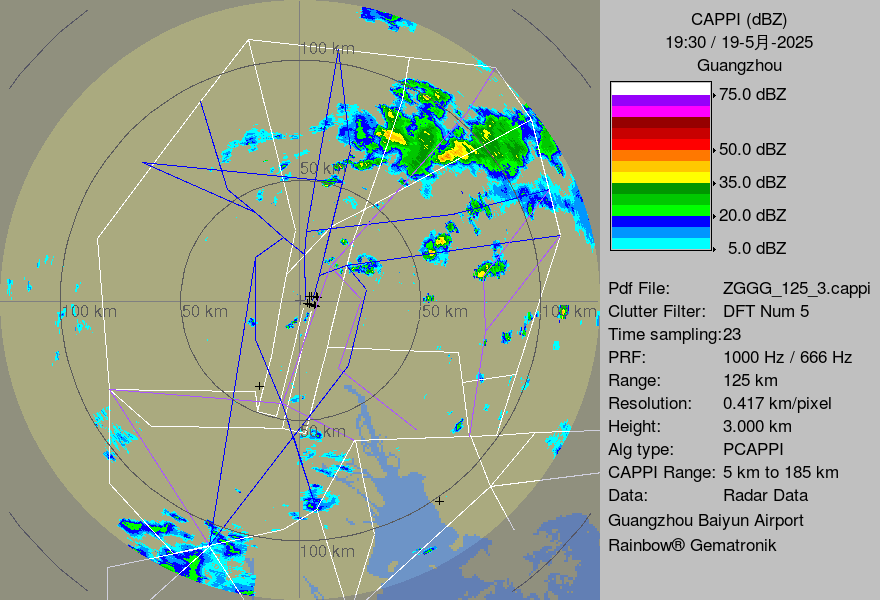 CAPPI (dBZ)
19:30 / 19-5月-2025
Guangzhou
75.0 dBZ
50.0 dBZ
35.0 dBZ
20.0 dBZ
5.0 dBZ
Pdf File: ZGGG_125_3.cappi
Clutter Filter: DFT Num 5
Time sampling:23
PRF: 1000 Hz / 666 Hz
Range: 125 km
Resolution: 0.417 km/pixel
Height: 3.000 km
Alg type: PCAPPI
CAPPI Range: 5 km to 185 km
Data: Radar Data
Guangzhou Baiyun Airport
Rainbow® Gematronik
100 km
50 km
100 km
50 km
50 km
100 km
50 km
100 km